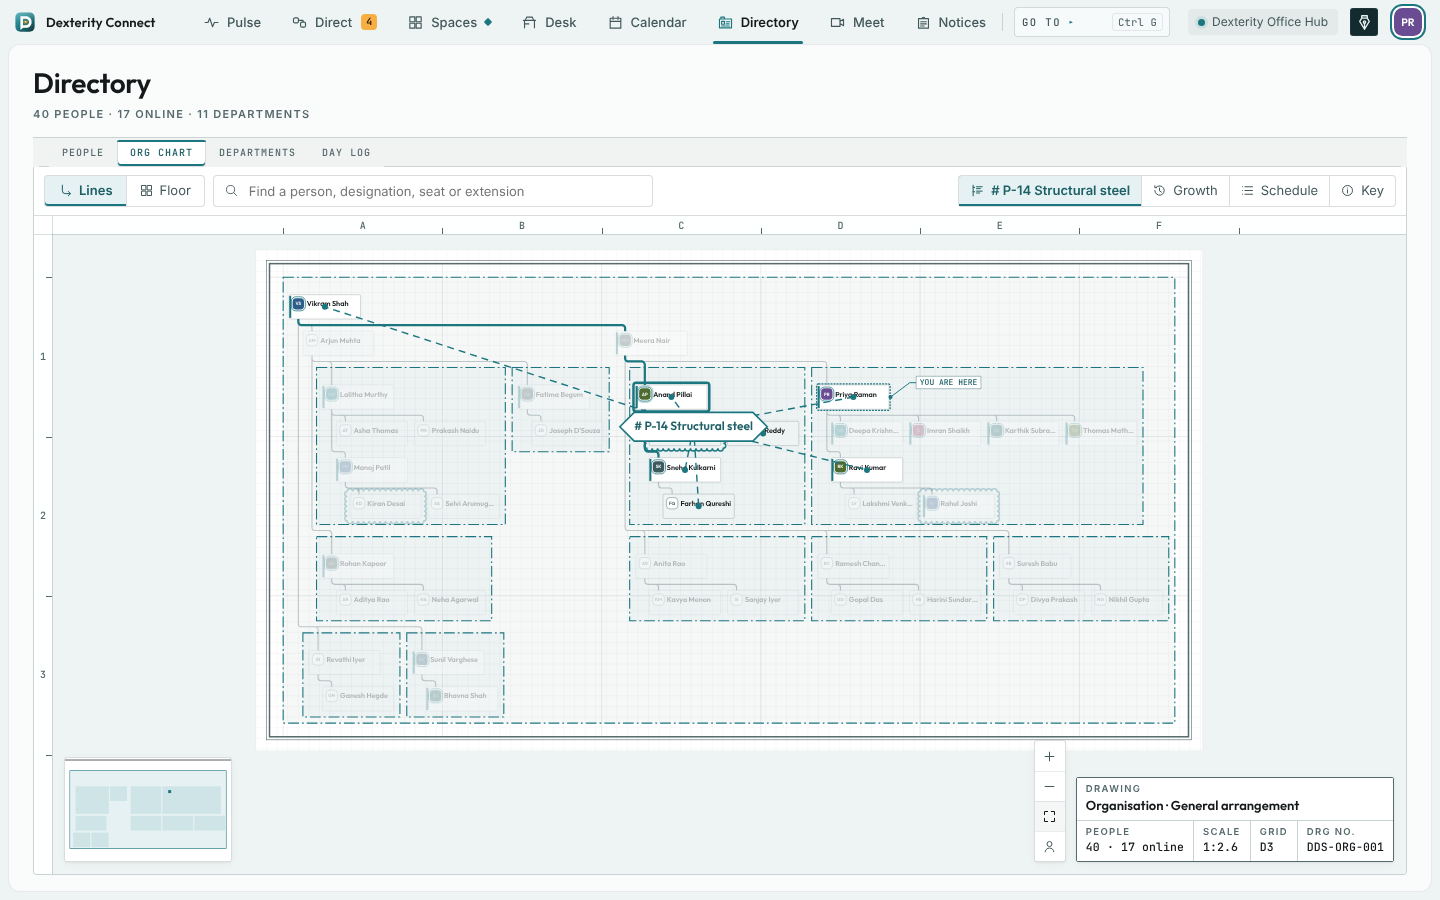 Dexterity Connect
Pulse
Direct 4
Spaces
Desk
Calendar
Directory
Meet
Notices
GO TO
Ctrl G
Dexterity Office Hub
PR
Directory
40 PEOPLE · 17 ONLINE · 11 DEPARTMENTS
PEOPLE
ORG CHART
DEPARTMENTS
DAY LOG
Lines
Floor
Find a person, designation, seat or extension
# P-14 Structural steel
Growth
Schedule
Key
A B C D E F
1
2
3
VS Vikram Shah
Arjun Mehta
Meera Nair
Lalitha Murthy
Fatima Begum
AP Anand Pillai
PR Priya Raman
YOU ARE HERE
Asha Thomas
Prakash Naidu
Joseph D'Souza
# P-14 Structural steel
Reddy
Deepa Krishn...
Imran Shaikh
Karthik Subra...
Thomas Math...
Manoj Patil
SK Sneha Kulkarni
RK Ravi Kumar
Kiran Desai
Selvi Arumug...
FQ Farhan Qureshi
Lakshmi Venk...
Rahul Joshi
Rohan Kapoor
Anita Rao
Ramesh Chan...
Suresh Babu
Aditya Rao
Neha Agarwal
Kavya Menon
Sanjay Iyer
Gopal Das
Harini Sundar...
Divya Prakash
Nikhil Gupta
Revathi Iyer
Sunil Varghese
Ganesh Hegde
Bhavna Shah
DRAWING
Organisation · General arrangement
PEOPLE
40 · 17 online
SCALE
1:2.6
GRID
D3
DRG NO.
DDS-ORG-001